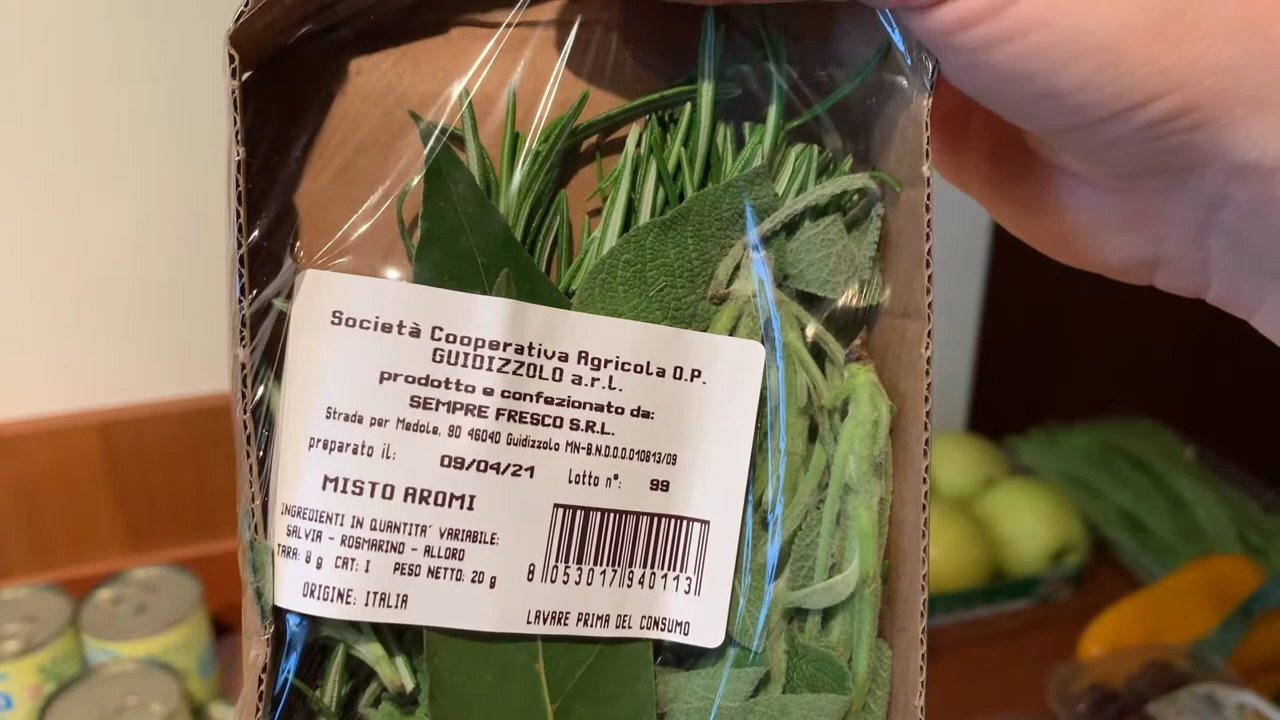 Società Cooperativa Agricola O.P.
GUIDIZZOLO a.r.l.
prodotto e confezionato da:
SEMPRE FRESCO S.R.L.
Strada per Medole, 90 46040 Guidizzolo MN-B.N.D.O.O.010813/09
preparato il: 09/04/21 Lotto n°: 99
MISTO AROMI
INGREDIENTI IN QUANTITA' VARIABILE:
SALVIA - ROSMARINO - ALLORO
TARA: 8 g CAT: I PESO NETTO: 20 g
ORIGINE: ITALIA
8 053017 940113
LAVARE PRIMA DEL CONSUMO